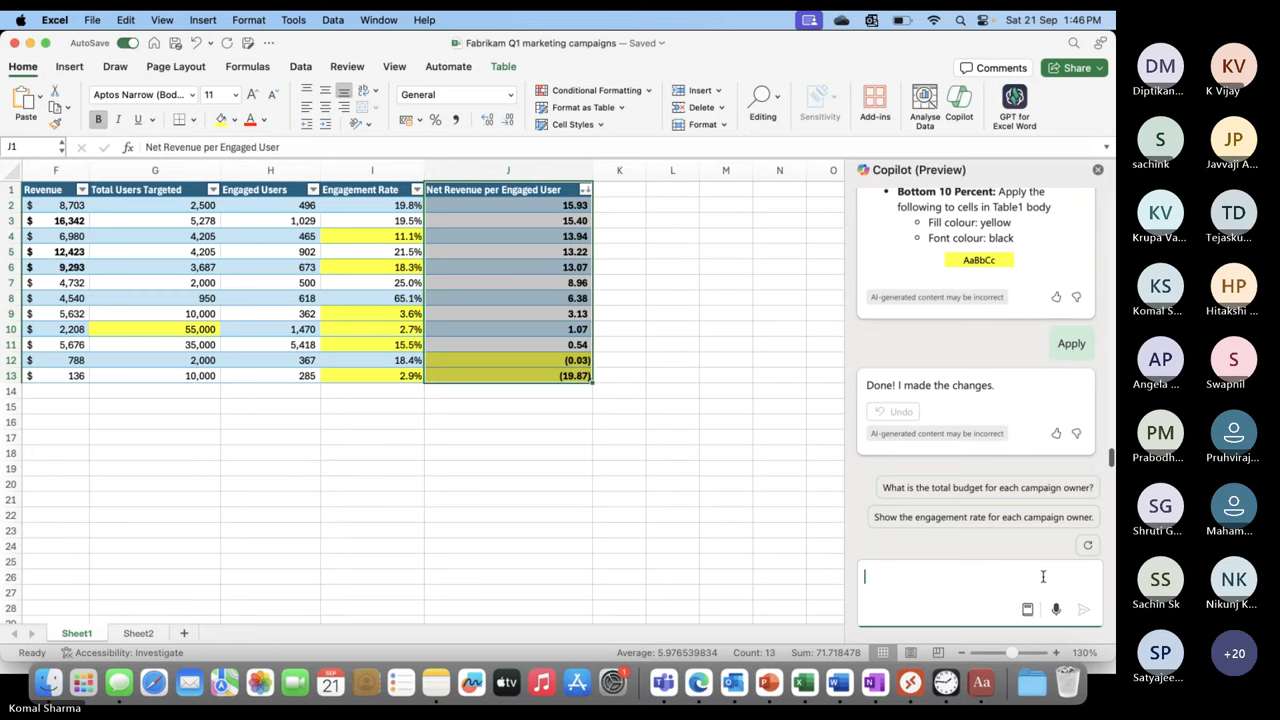 Excel File Edit View Insert Format Tools Data Window Help Sat 21 Sep 1:46 PM
AutoSave Fabrikam Q1 marketing campaigns — Saved
Home Insert Draw Page Layout Formulas Data Review View Automate Table Comments Share
Paste
Aptos Narrow (Bod... 11
B I U
General
Conditional Formatting
Format as Table
Cell Styles
Insert
Delete
Format
Editing
Sensitivity
Add-ins
Analyse Data
Copilot
GPT for Excel Word
J1 fx Net Revenue per Engaged User
F G H I J K L M N O
1 Revenue Total Users Targeted Engaged Users Engagement Rate Net Revenue per Engaged User
2 $ 8,703 2,500 496 19.8% 15.93
3 $ 16,342 5,278 1,029 19.5% 15.40
4 $ 6,980 4,205 465 11.1% 13.94
5 $ 12,423 4,205 902 21.5% 13.22
6 $ 9,293 3,687 673 18.3% 13.07
7 $ 4,732 2,000 500 25.0% 8.96
8 $ 4,540 950 618 65.1% 6.38
9 $ 5,632 10,000 362 3.6% 3.13
10 $ 2,208 55,000 1,470 2.7% 1.07
11 $ 5,676 35,000 5,418 15.5% 0.54
12 $ 788 2,000 367 18.4% (0.03)
13 $ 136 10,000 285 2.9% (19.87)
14
15
16
17
18
19
20
21
22
23
24
25
26
27
28
Sheet1 Sheet2 +
Ready Accessibility: Investigate Average: 5.976539834 Count: 13 Sum: 71.718478 130%
Copilot (Preview)
• Bottom 10 Percent: Apply the
following to cells in Table1 body
Fill colour: yellow
Font colour: black
AaBbCc
AI-generated content may be incorrect
Apply
Done! I made the changes.
Undo
AI-generated content may be incorrect
What is the total budget for each campaign owner?
Show the engagement rate for each campaign owner.
SEP
21
tv
1
Aa
Komal Sharma
DM KV
Diptikan... K Vijay
S JP
sachink Javvaji A...
KV TD
Krupa Va... Tejasku...
KS HP
Komal S... Hitakshi ...
AP S
Angela ... Swapnil
PM
Prabodh... Pruhviraj...
SG
Shruti G... Maham...
SS NK
Sachin Sk Nikunj K...
SP +20
Satyajee...